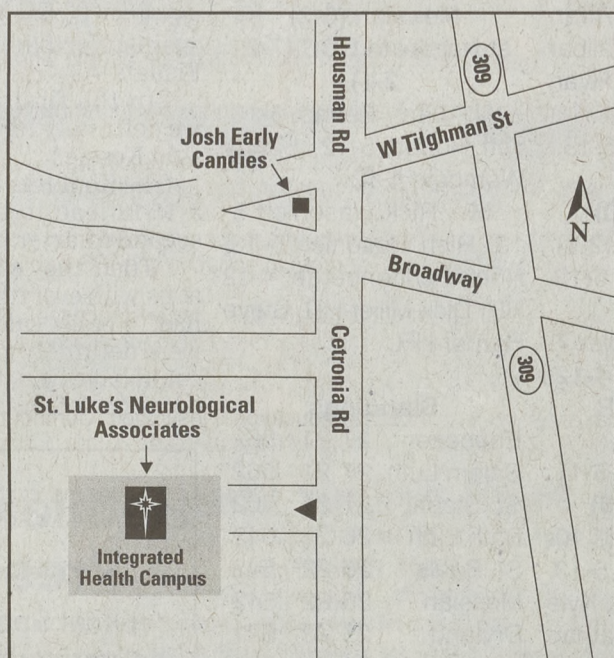 Hausman Rd
309
W Tilghman St
Josh Early
Candies
N
Broadway
Cetronia Rd
309
St. Luke's Neurological
Associates
Integrated
Health Campus